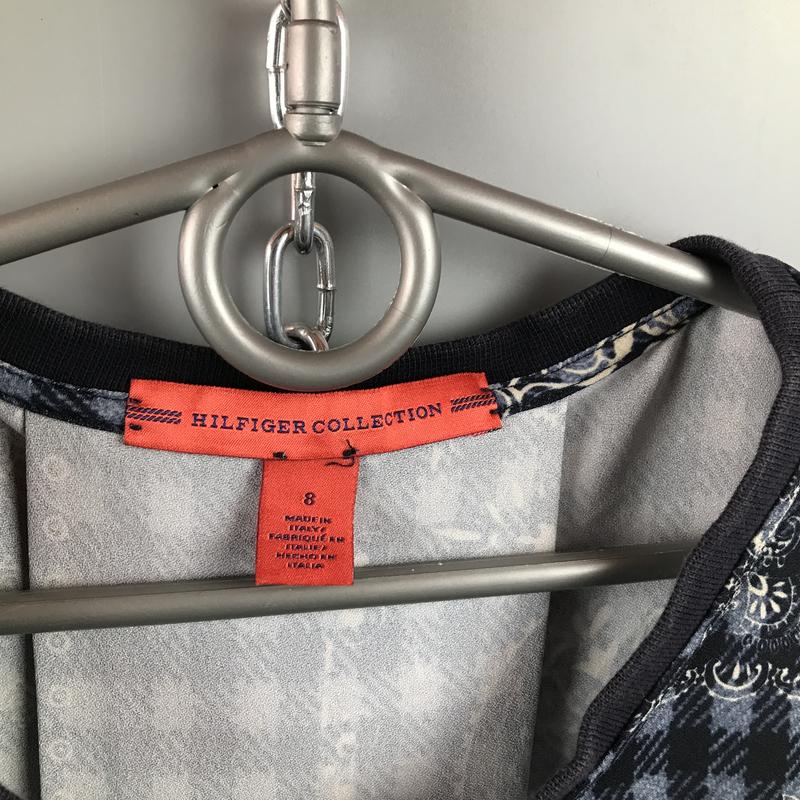 HILFIGER COLLECTION
8
MADE IN
ITALY/
FABRIQUÉ EN
ITALIE/
HECHO EN
ITALIA